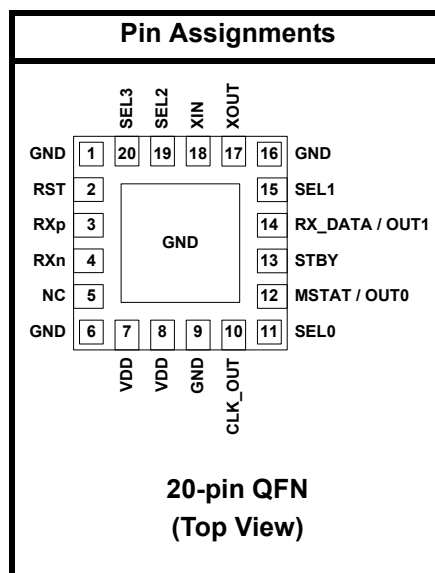 Pin Assignments
SEL3
SEL2
XIN
XOUT
GND 1 20 19 18 17 16 GND
RST 2 15 SEL1
RXp 3 14 RX_DATA / OUT1
GND
RXn 4 13 STBY
NC 5 12 MSTAT / OUT0
GND 6 7 8 9 10 11 SEL0
VDD
VDD
GND
CLK_OUT
20-pin QFN
(Top View)